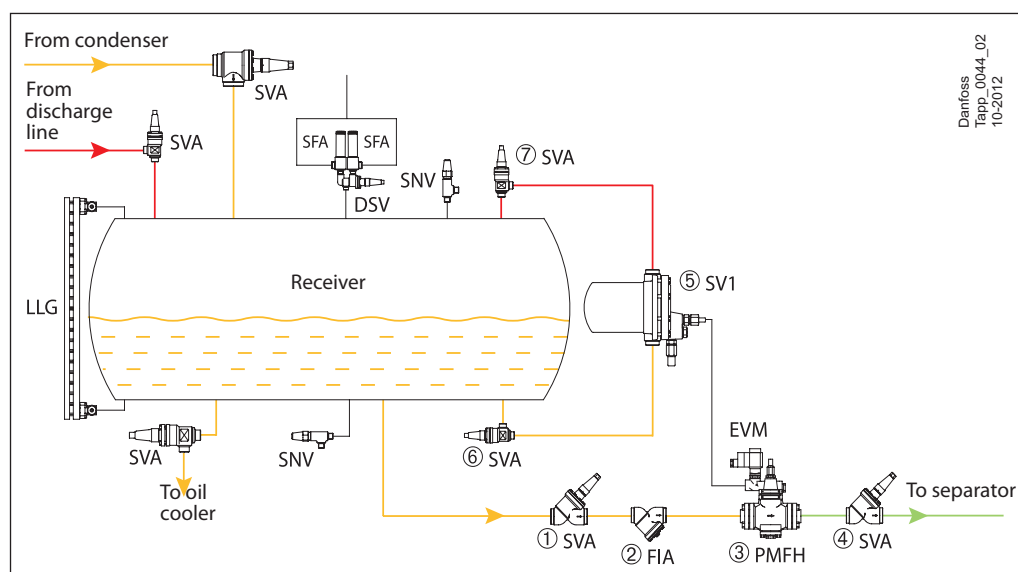 From condenser
SVA
From
discharge
line
SVA
SFA SFA
DSV
SNV
⑦ SVA
Danfoss
Tapp_0044_02
10-2012
LLG
Receiver
⑤ SV1
SVA
To oil
cooler
SNV
⑥ SVA
EVM
To separator
① SVA
② FIA
③ PMFH
④ SVA